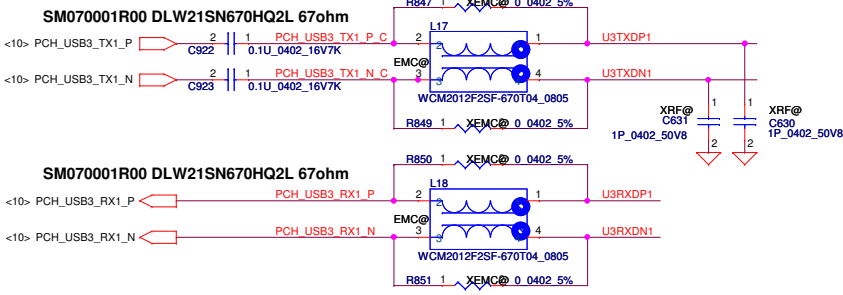 R847 1 XEMC@ 0_0402_5%
SM070001R00 DLW21SN670HQ2L 67ohm
L17
<10> PCH_USB3_TX1_P 2 1 PCH_USB3_TX1_P_C 2 2 1 U3TXDP1
C922 0.1U_0402_16V7K
EMC@
<10> PCH_USB3_TX1_N 2 1 PCH_USB3_TX1_N_C 3 3 4 U3TXDN1
C923 0.1U_0402_16V7K
WCM2012F2SF-670T04_0805
XRF@ 1 1 XRF@
C631 C630
1P_0402_50V8 1P_0402_50V8
2 2
R849 1 XEMC@ 0_0402_5%
R850 1 XEMC@ 0_0402_5%
SM070001R00 DLW21SN670HQ2L 67ohm
L18
<10> PCH_USB3_RX1_P PCH_USB3_RX1_P 2 2 1 U3RXDP1
EMC@
<10> PCH_USB3_RX1_N PCH_USB3_RX1_N 3 3 4 U3RXDN1
WCM2012F2SF-670T04_0805
R851 1 XEMC@ 0_0402_5%